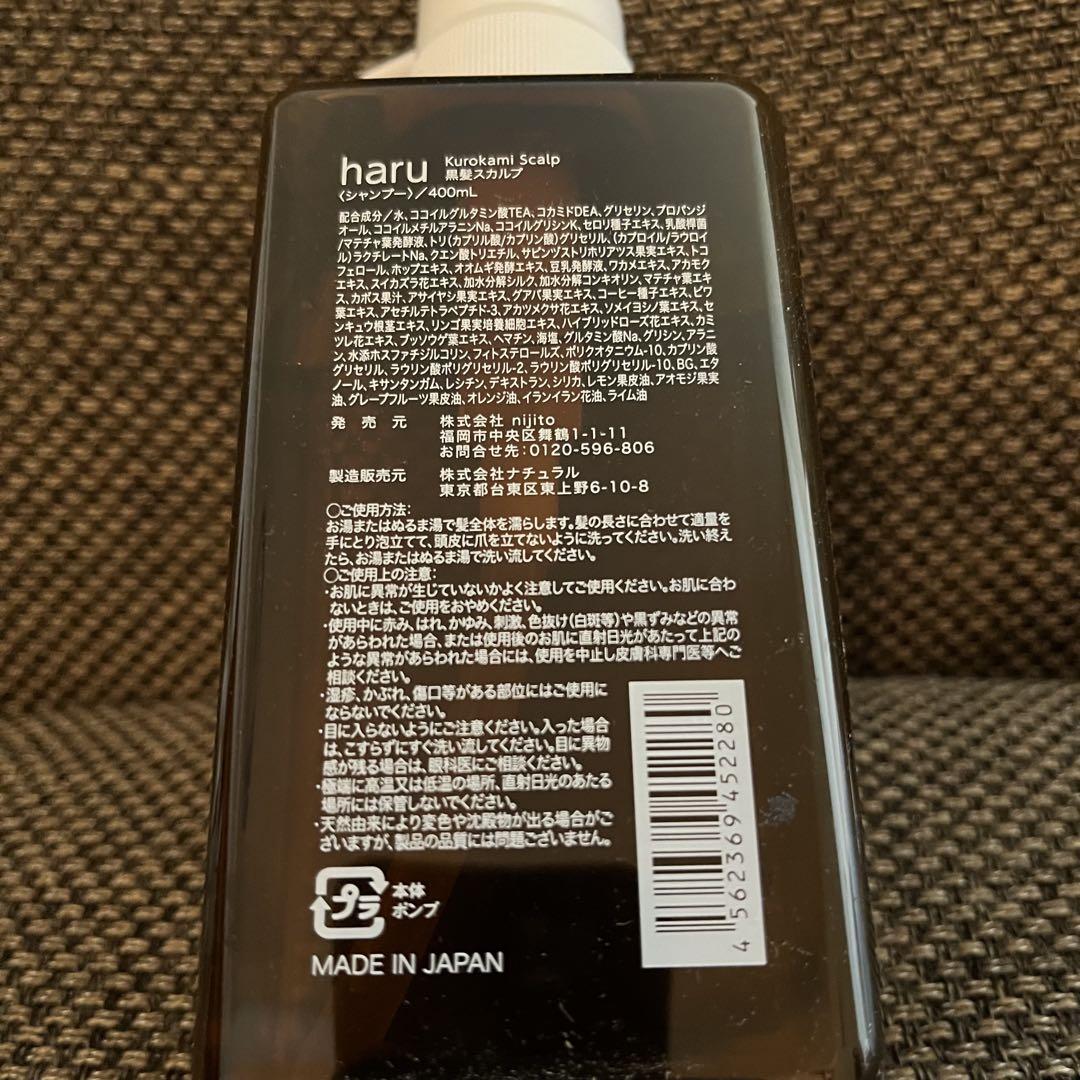 haru Kurokami Scalp
黒髪スカルプ
〈シャンプー〉／400mL
配合成分／水、ココイルグルタミン酸TEA、コカミドDEA、グリセリン、プロパンジ
オール、ココイルメチルアラニンNa、ココイルグリシンK、セロリ種子エキス、乳酸桿菌
/マテチャ葉発酵液、トリ(カプリル酸/カプリン酸)グリセリル、(カプロイル/ラウロイ
ル)ラクチレートNa、クエン酸トリエチル、サピンヅストリホリアツス果実エキス、トコ
フェロール、ホップエキス、オオムギ発酵エキス、豆乳発酵液、ワカメエキス、アカモク
エキス、スイカズラ花エキス、加水分解シルク、加水分解コンキオリン、マテチャ葉エキ
ス、カボス果汁、アサイヤシ果実エキス、グアバ果実エキス、コーヒー種子エキス、ビワ
葉エキス、アセチルテトラペプチド-3、アカツメクサ花エキス、ソメイヨシノ葉エキス、セ
ンキュウ根茎エキス、リンゴ果実培養細胞エキス、ハイブリッドローズ花エキス、カミ
ツレ花エキス、ブッソウゲ葉エキス、ヘマチン、海塩、グルタミン酸Na、グリシン、アラニ
ン、水添ホスファチジルコリン、フィトステロールズ、ポリクオタニウム-10、カプリン酸
グリセリル、ラウリン酸ポリグリセリル-2、ラウリン酸ポリグリセリル-10、BG、エタ
ノール、キサンタンガム、レシチン、デキストラン、シリカ、レモン果皮油、アオモジ果実
油、グレープフルーツ果皮油、オレンジ油、イランイラン花油、ライム油
発売元 株式会社 nijito
福岡市中央区舞鶴1-1-11
お問合せ先：0120-596-806
製造販売元 株式会社ナチュラル
東京都台東区東上野6-10-8
○ご使用方法：
お湯またはぬるま湯で髪全体を濡らします。髪の長さに合わせて適量を
手にとり泡立てて、頭皮に爪を立てないように洗ってください。洗い終え
たら、お湯またはぬるま湯で洗い流してください。
○ご使用上の注意：
・お肌に異常が生じていないかよく注意してご使用ください。お肌に合わ
ないときは、ご使用をおやめください。
・使用中に赤み、はれ、かゆみ、刺激、色抜け(白斑等)や黒ずみなどの異常
があらわれた場合、または使用後のお肌に直射日光があたって上記の
ような異常があらわれた場合には、使用を中止し皮膚科専門医等へご
相談ください。
・湿疹、かぶれ、傷口等がある部位にはご使用に
ならないでください。
・目に入らないようにご注意ください。入った場合
は、こすらずにすぐ洗い流してください。目に異物
感が残る場合は、眼科医にご相談ください。
・極端に高温又は低温の場所、直射日光のあたる
場所には保管しないでください。
・天然由来により変色や沈殿物が出る場合がござ
いますが、製品の品質には問題ございません。
プラ 本体
ポンプ
MADE IN JAPAN
4 562369 452280